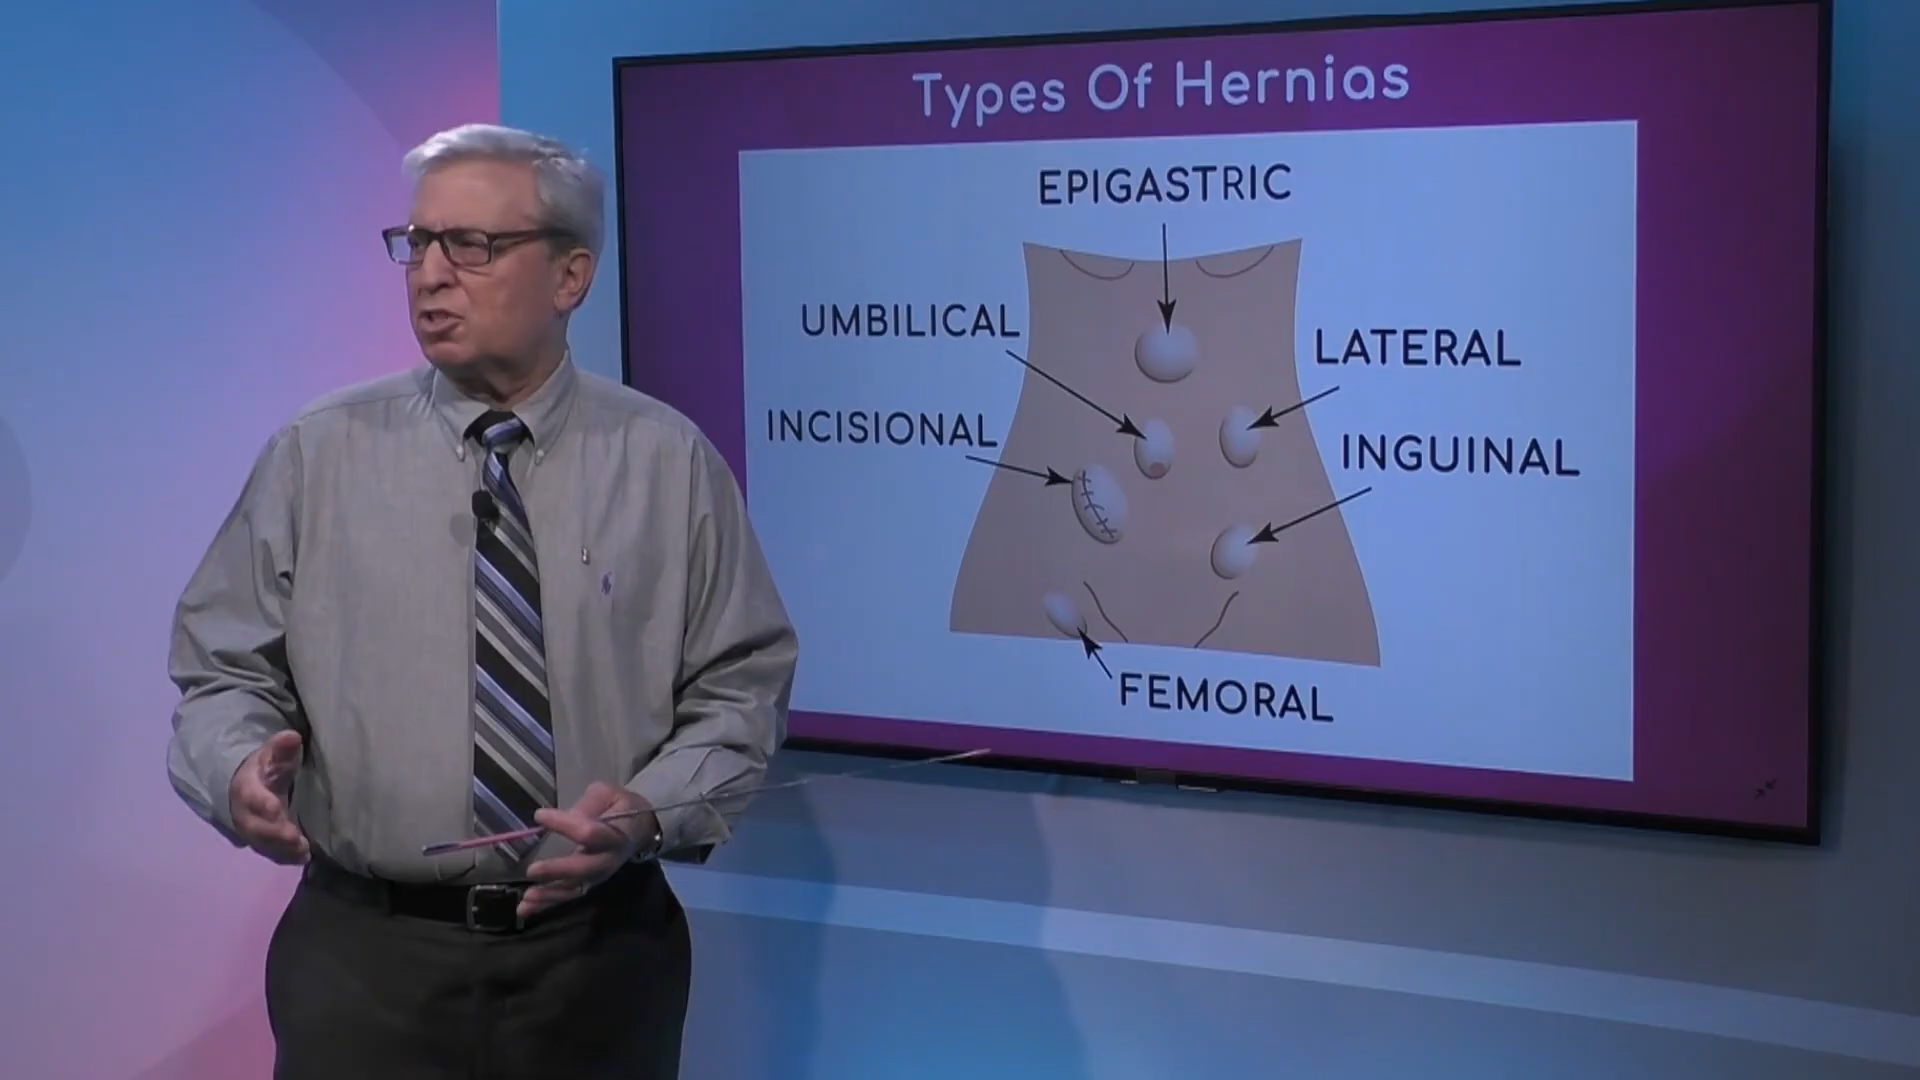 Types Of Hernias
EPIGASTRIC
UMBILICAL
LATERAL
INCISIONAL
INGUINAL
FEMORAL